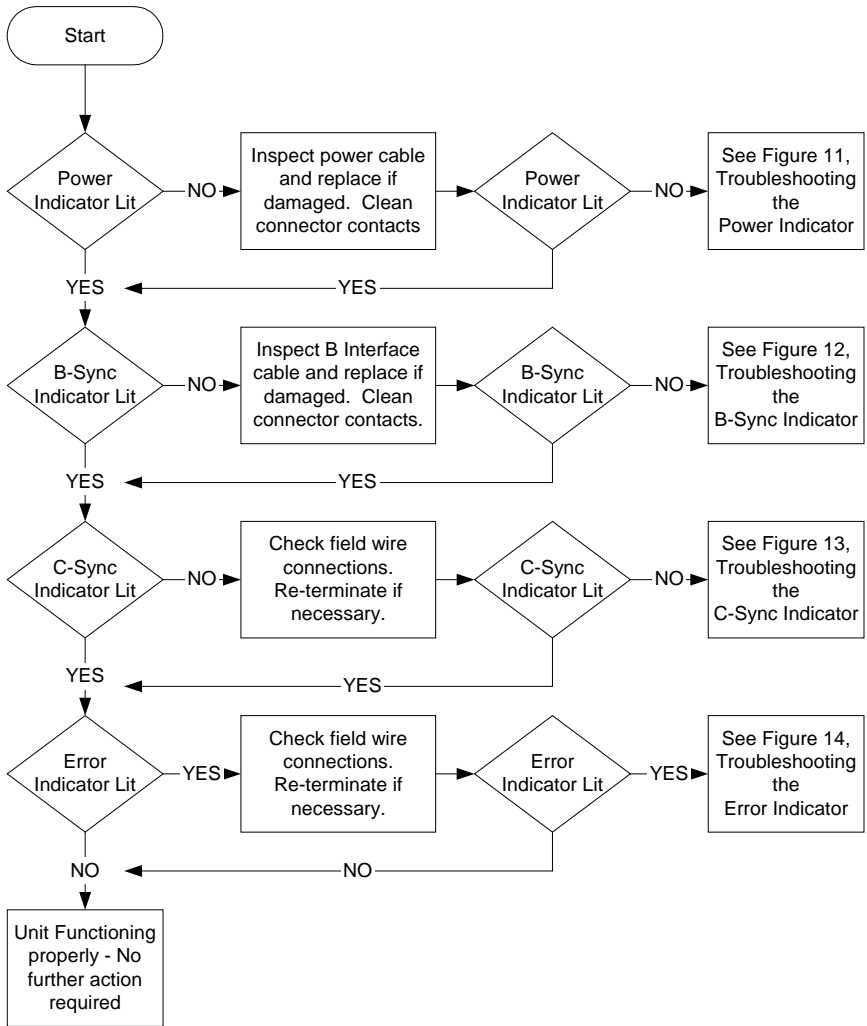 Start
Power
Indicator Lit
NO
Inspect power cable
and replace if
damaged. Clean
connector contacts
Power
Indicator Lit
NO
See Figure 11,
Troubleshooting
the
Power Indicator
YES
YES
B-Sync
Indicator Lit
NO
Inspect B Interface
cable and replace if
damaged. Clean
connector contacts.
B-Sync
Indicator Lit
NO
See Figure 12,
Troubleshooting
the
B-Sync Indicator
YES
YES
C-Sync
Indicator Lit
NO
Check field wire
connections.
Re-terminate if
necessary.
C-Sync
Indicator Lit
NO
See Figure 13,
Troubleshooting
the
C-Sync Indicator
YES
YES
Error
Indicator Lit
YES
Check field wire
connections.
Re-terminate if
necessary.
Error
Indicator Lit
YES
See Figure 14,
Troubleshooting
the
Error Indicator
NO
NO
Unit Functioning
properly - No
further action
required